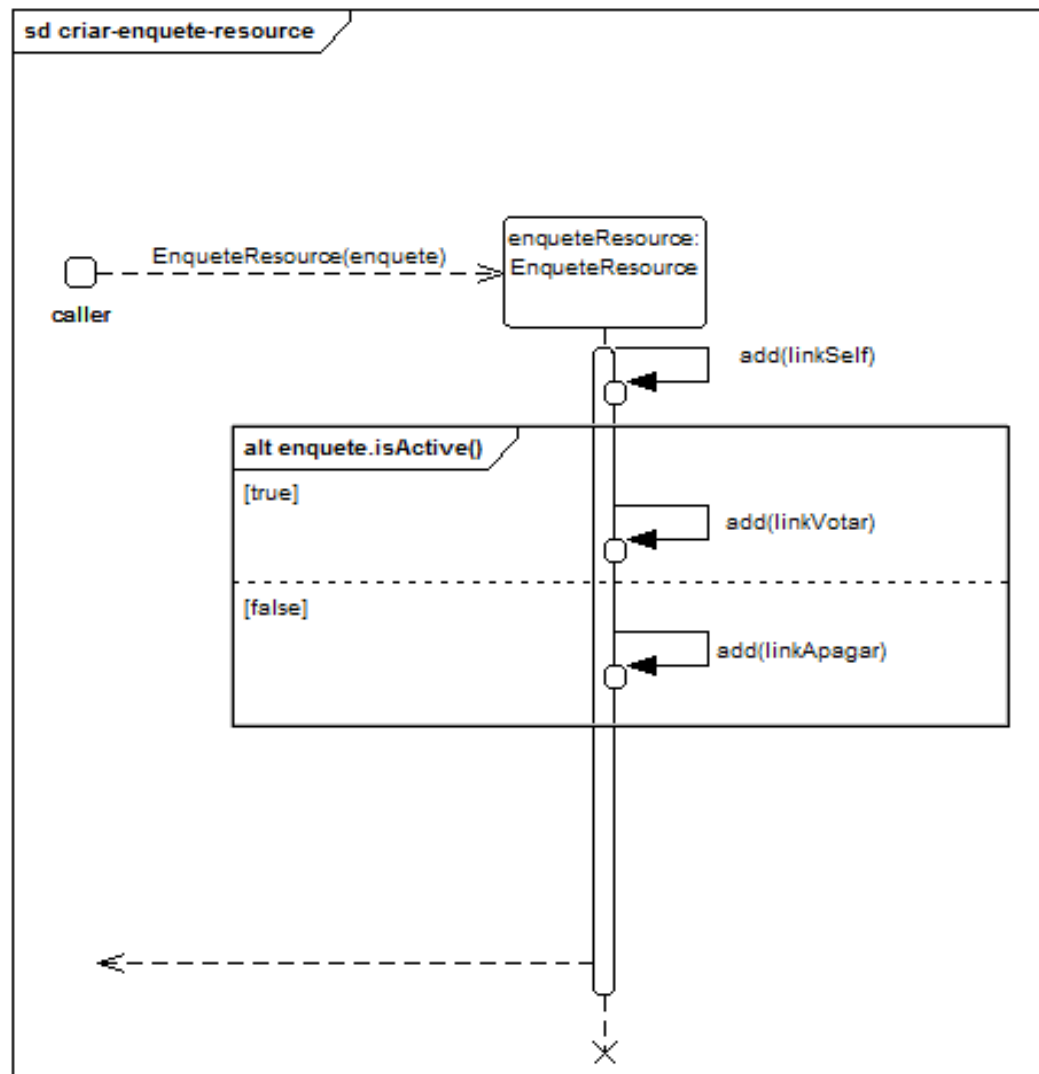 sd criar-enquete-resource
enqueteResource:
EnqueteResource
EnqueteResource(enquete)
caller
add(linkSelf)
alt enquete.isActive()
[true]
add(linkVotar)
[false]
add(linkApagar)